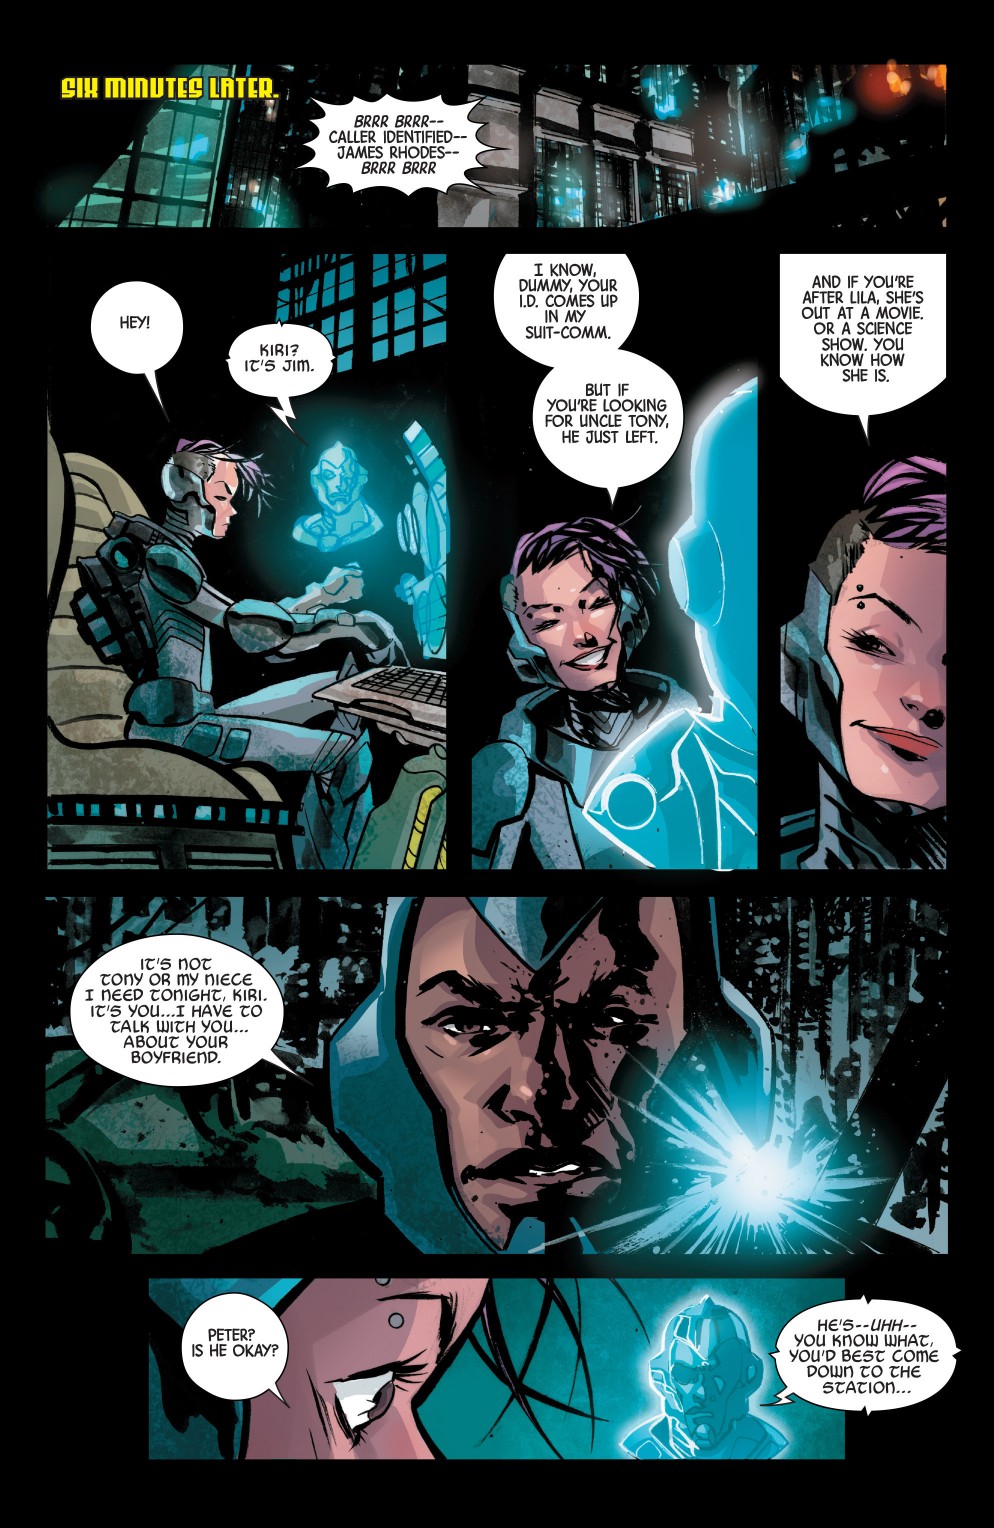 SIX MINUTES LATER.
BRRR BRRR--
CALLER IDENTIFIED--
JAMES RHODES--
BRRR BRRR
HEY!
KIRI?
IT'S JIM.
I KNOW,
DUMMY, YOUR
I.D. COMES UP
IN MY
SUIT-COMM.
BUT IF
YOU'RE LOOKING
FOR UNCLE TONY,
HE JUST LEFT.
AND IF YOU'RE
AFTER LILA, SHE'S
OUT AT A MOVIE.
OR A SCIENCE
SHOW. YOU
KNOW HOW
SHE IS.
IT'S NOT
TONY OR MY NIECE
I NEED TONIGHT, KIRI.
IT'S YOU...I HAVE TO
TALK WITH YOU...
ABOUT YOUR
BOYFRIEND.
PETER?
IS HE OKAY?
HE'S--UHH--
YOU KNOW WHAT,
YOU'D BEST COME
DOWN TO THE
STATION...